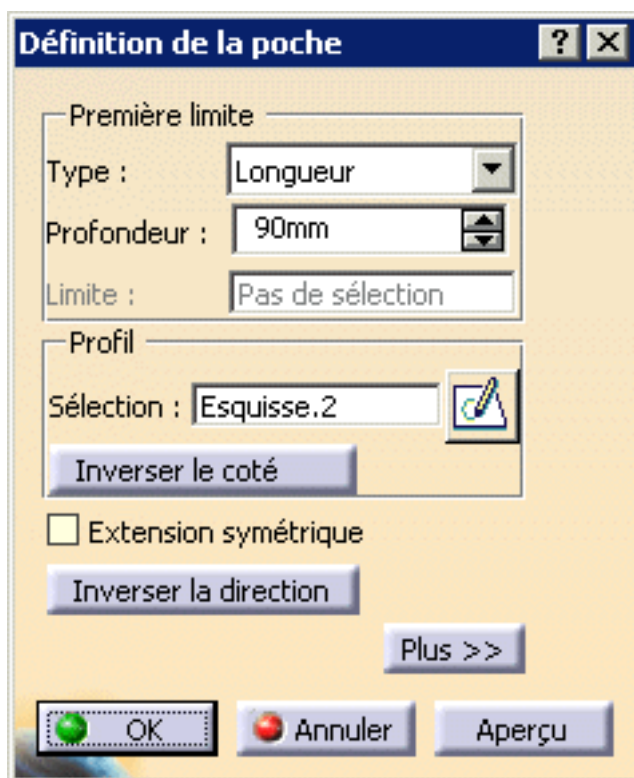 Définition de la poche
Première limite
Type : Longueur
Profondeur : 90mm
Limite : Pas de sélection
Profil
Sélection : Esquisse.2
Inverser le coté
Extension symétrique
Inverser la direction
Plus >>
OK Annuler Aperçu